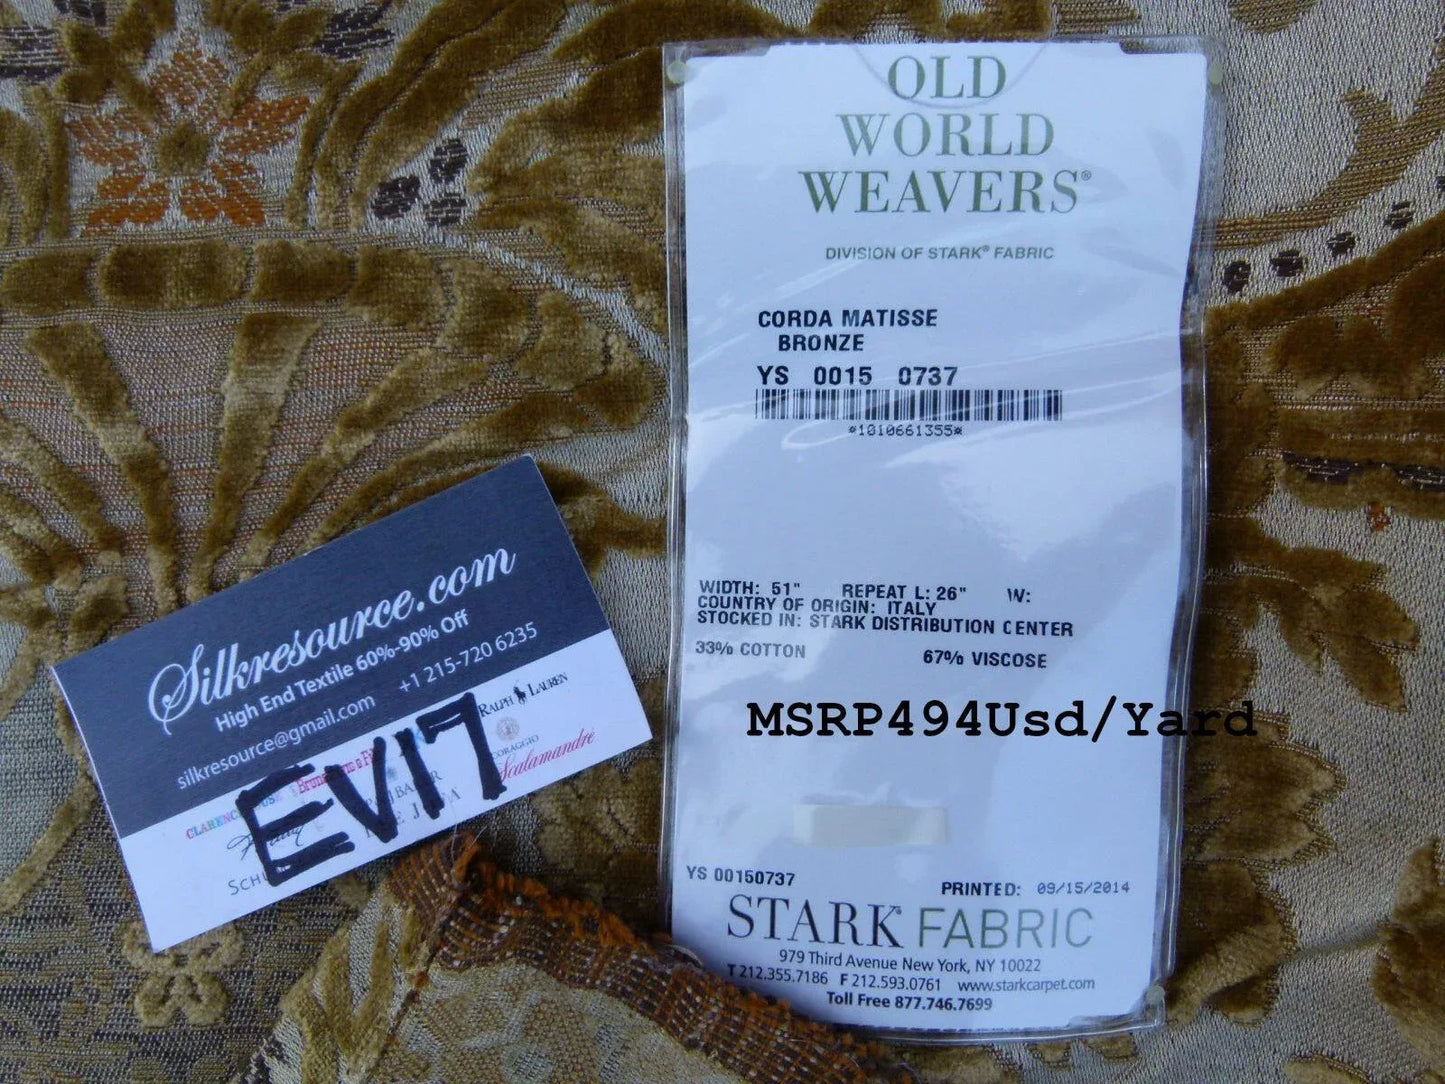 OLD
WORLD
WEAVERS®
DIVISION OF STARK® FABRIC
CORDA MATISSE
BRONZE
YS 0015 0737
*1010661355*
WIDTH: 51" REPEAT L: 26" W:
COUNTRY OF ORIGIN: ITALY
STOCKED IN: STARK DISTRIBUTION CENTER
33% COTTON 67% VISCOSE
MSRP494Usd/Yard
YS 00150737 PRINTED: 09/15/2014
STARK® FABRIC
979 Third Avenue New York, NY 10022
T 212.355.7186 F 212.593.0761 www.starkcarpet.com
Toll Free 877.746.7699
Silkresource.com
High End Textile 60%-90% Off
silkresource@gmail.com +1 215-720 6235
RALPH LAUREN
CORAGGIO
Scalamandré
EV17